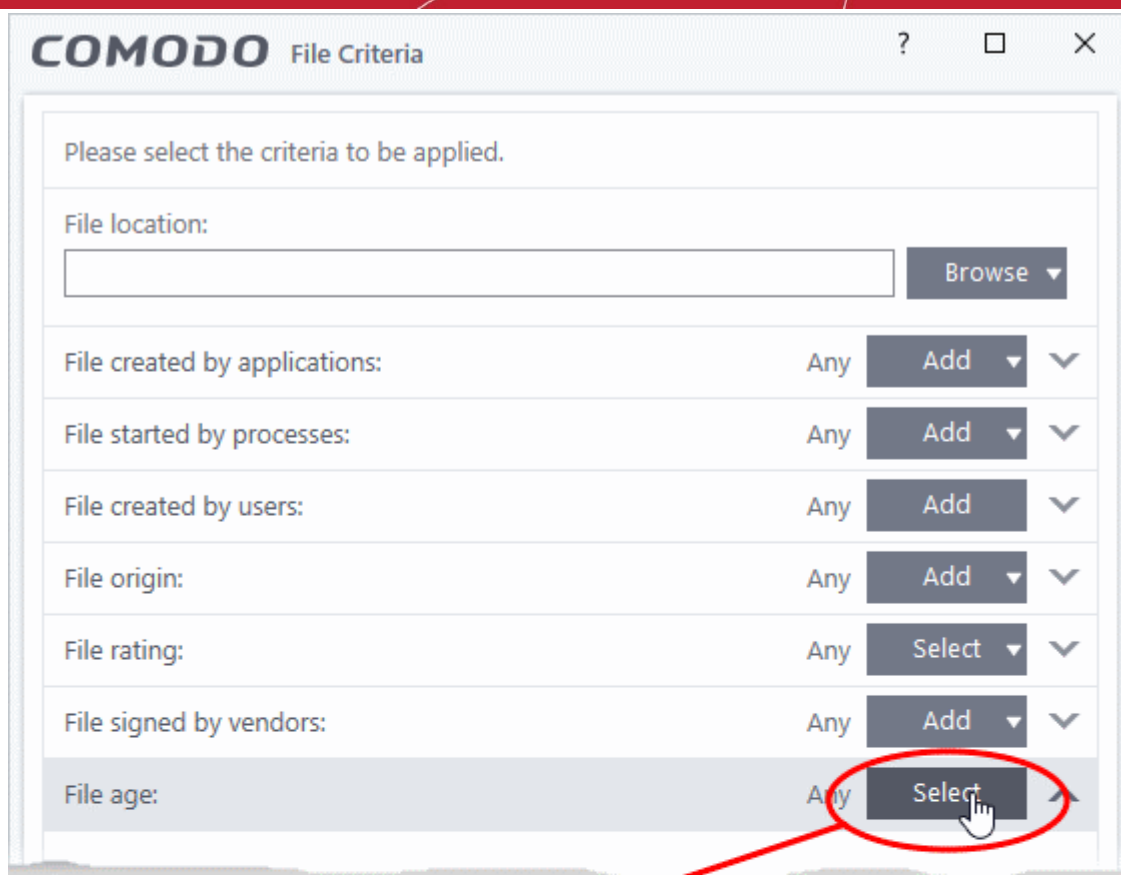 COMODO File Criteria ?
Please select the criteria to be applied.
File location:
Browse
File created by applications: Any Add
File started by processes: Any Add
File created by users: Any Add
File origin: Any Add
File rating: Any Select
File signed by vendors: Any Add
File age: Any Select